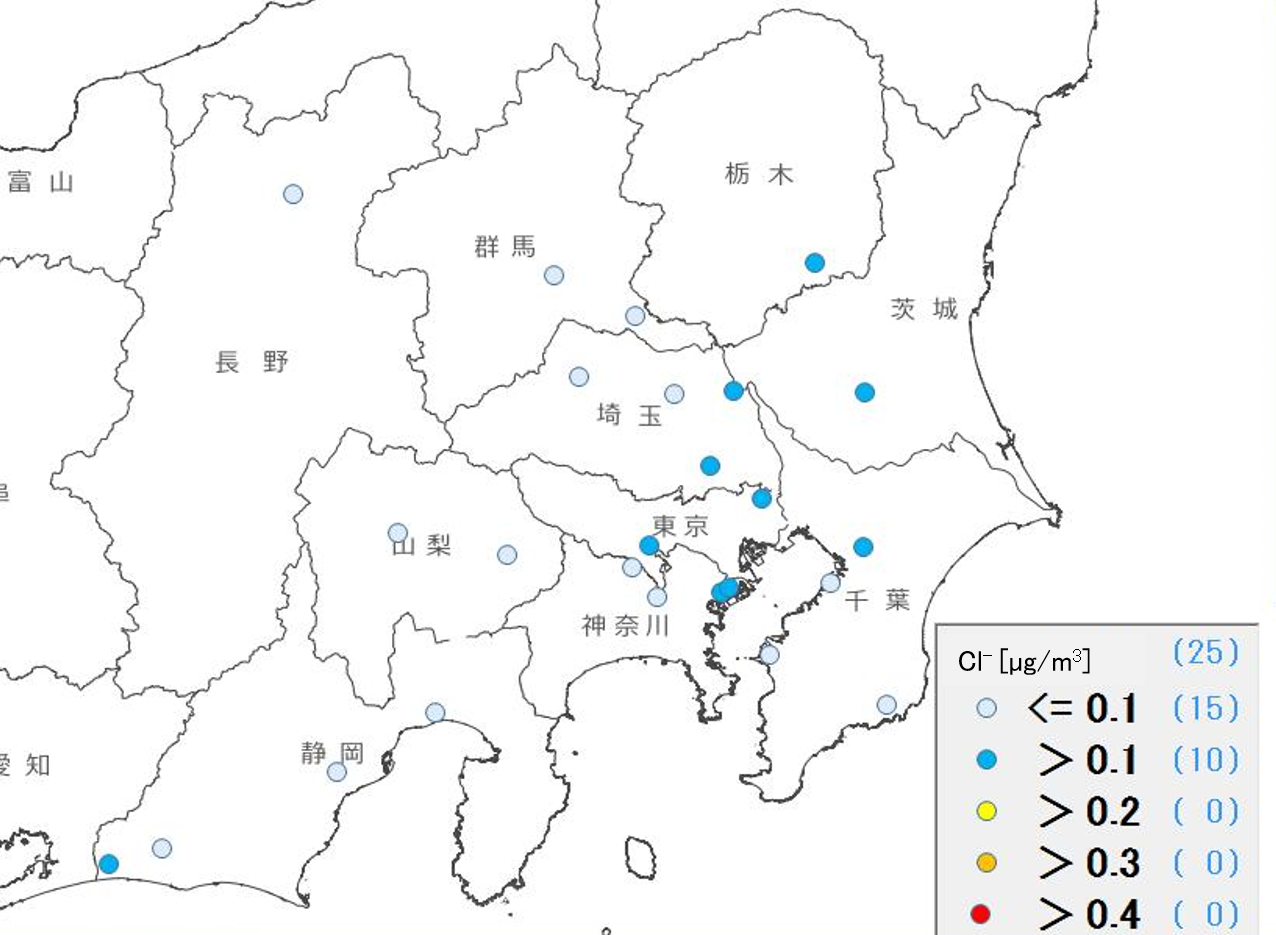 富 山
栃 木
群 馬
茨 城
長 野
埼 玉
東 京
山 梨
千 葉
神 奈 川
静 岡
愛 知
Cl⁻ [µg/m³] (25)
<= 0.1 (15)
> 0.1 (10)
> 0.2 ( 0)
> 0.3 ( 0)
> 0.4 ( 0)